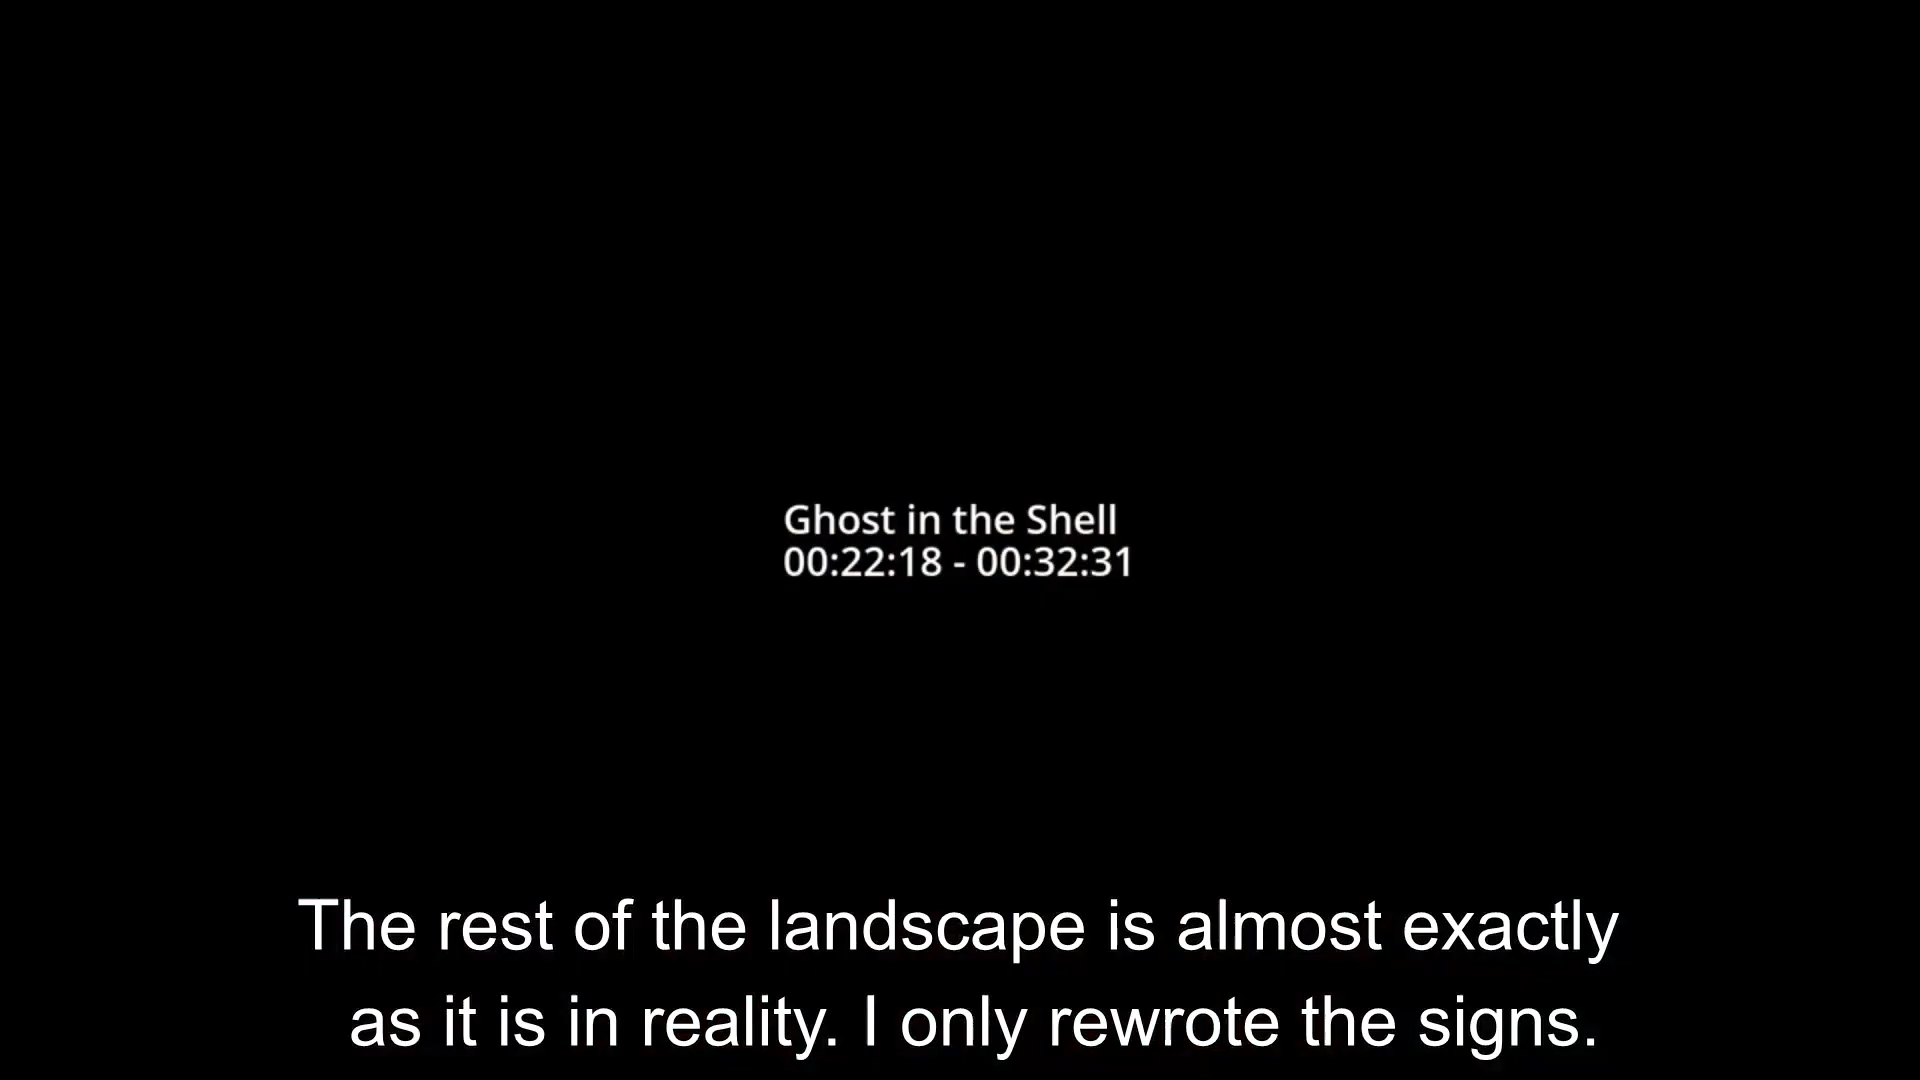 Ghost in the Shell
00:22:18 - 00:32:31
The rest of the landscape is almost exactly
as it is in reality. I only rewrote the signs.